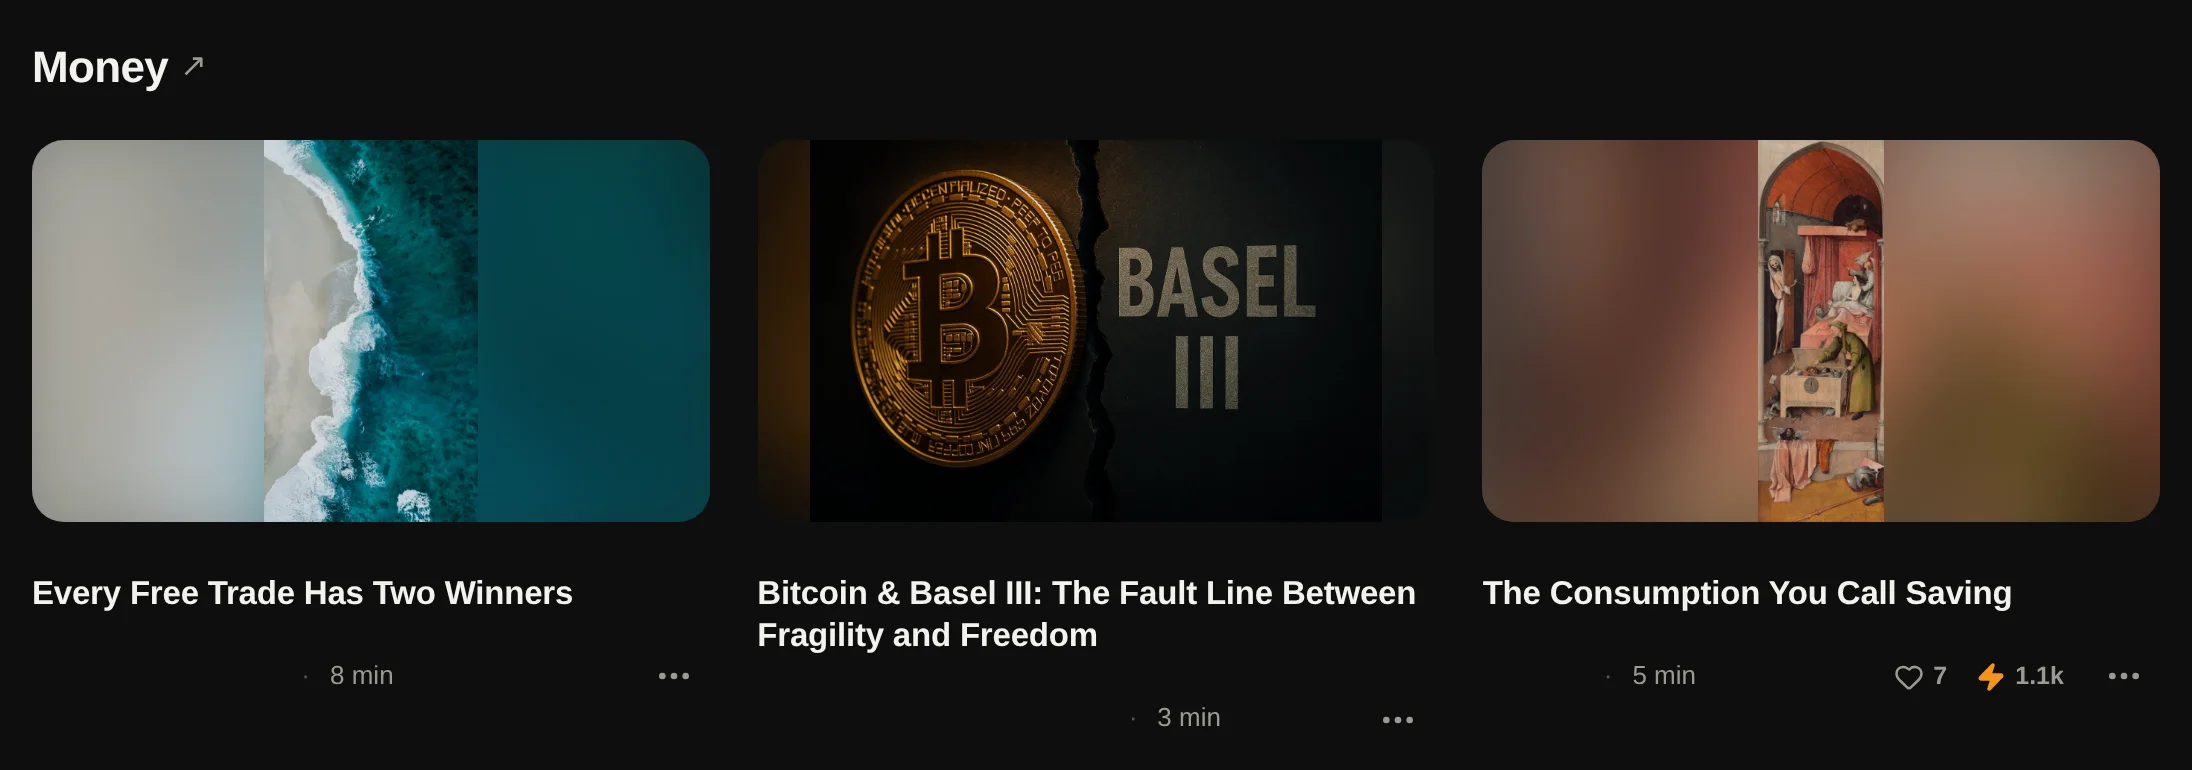 Money
BASEL
III
Every Free Trade Has Two Winners
Bitcoin & Basel III: The Fault Line Between
Fragility and Freedom
The Consumption You Call Saving
· 8 min
· 3 min
· 5 min
7
1.1k